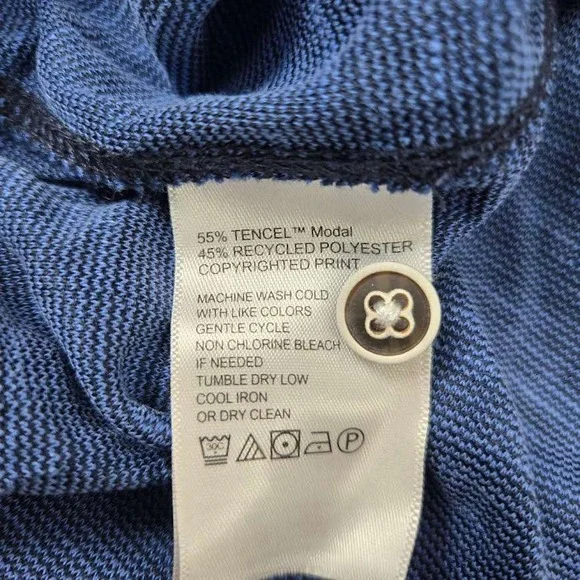 55% TENCEL™ Modal
45% RECYCLED POLYESTER
COPYRIGHTED PRINT
MACHINE WASH COLD
WITH LIKE COLORS
GENTLE CYCLE
NON CHLORINE BLEACH
IF NEEDED
TUMBLE DRY LOW
COOL IRON
OR DRY CLEAN
30C P